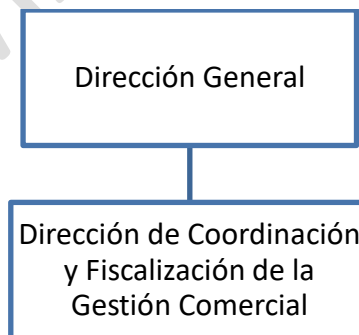 Dirección General
Dirección de Coordinación
y Fiscalización de la
Gestión Comercial